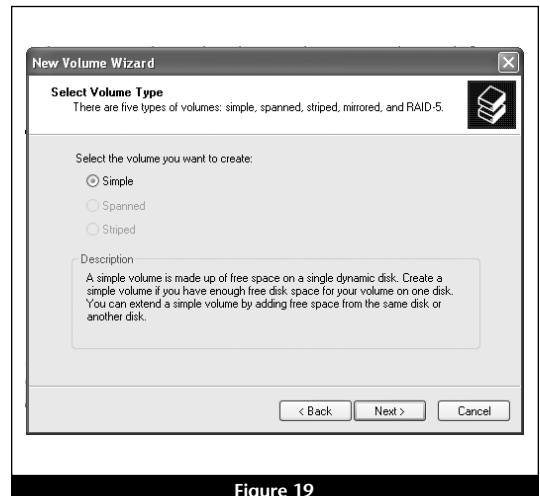 New Volume Wizard
Select Volume Type
There are five types of volumes: simple, spanned, striped, mirrored, and RAID-5.
Select the volume you want to create:
Simple
Spanned
Striped
Description
A simple volume is made up of free space on a single dynamic disk. Create a
simple volume if you have enough free disk space for your volume on one disk.
You can extend a simple volume by adding free space from the same disk or
another disk.
< Back
Next >
Cancel
Figure 19